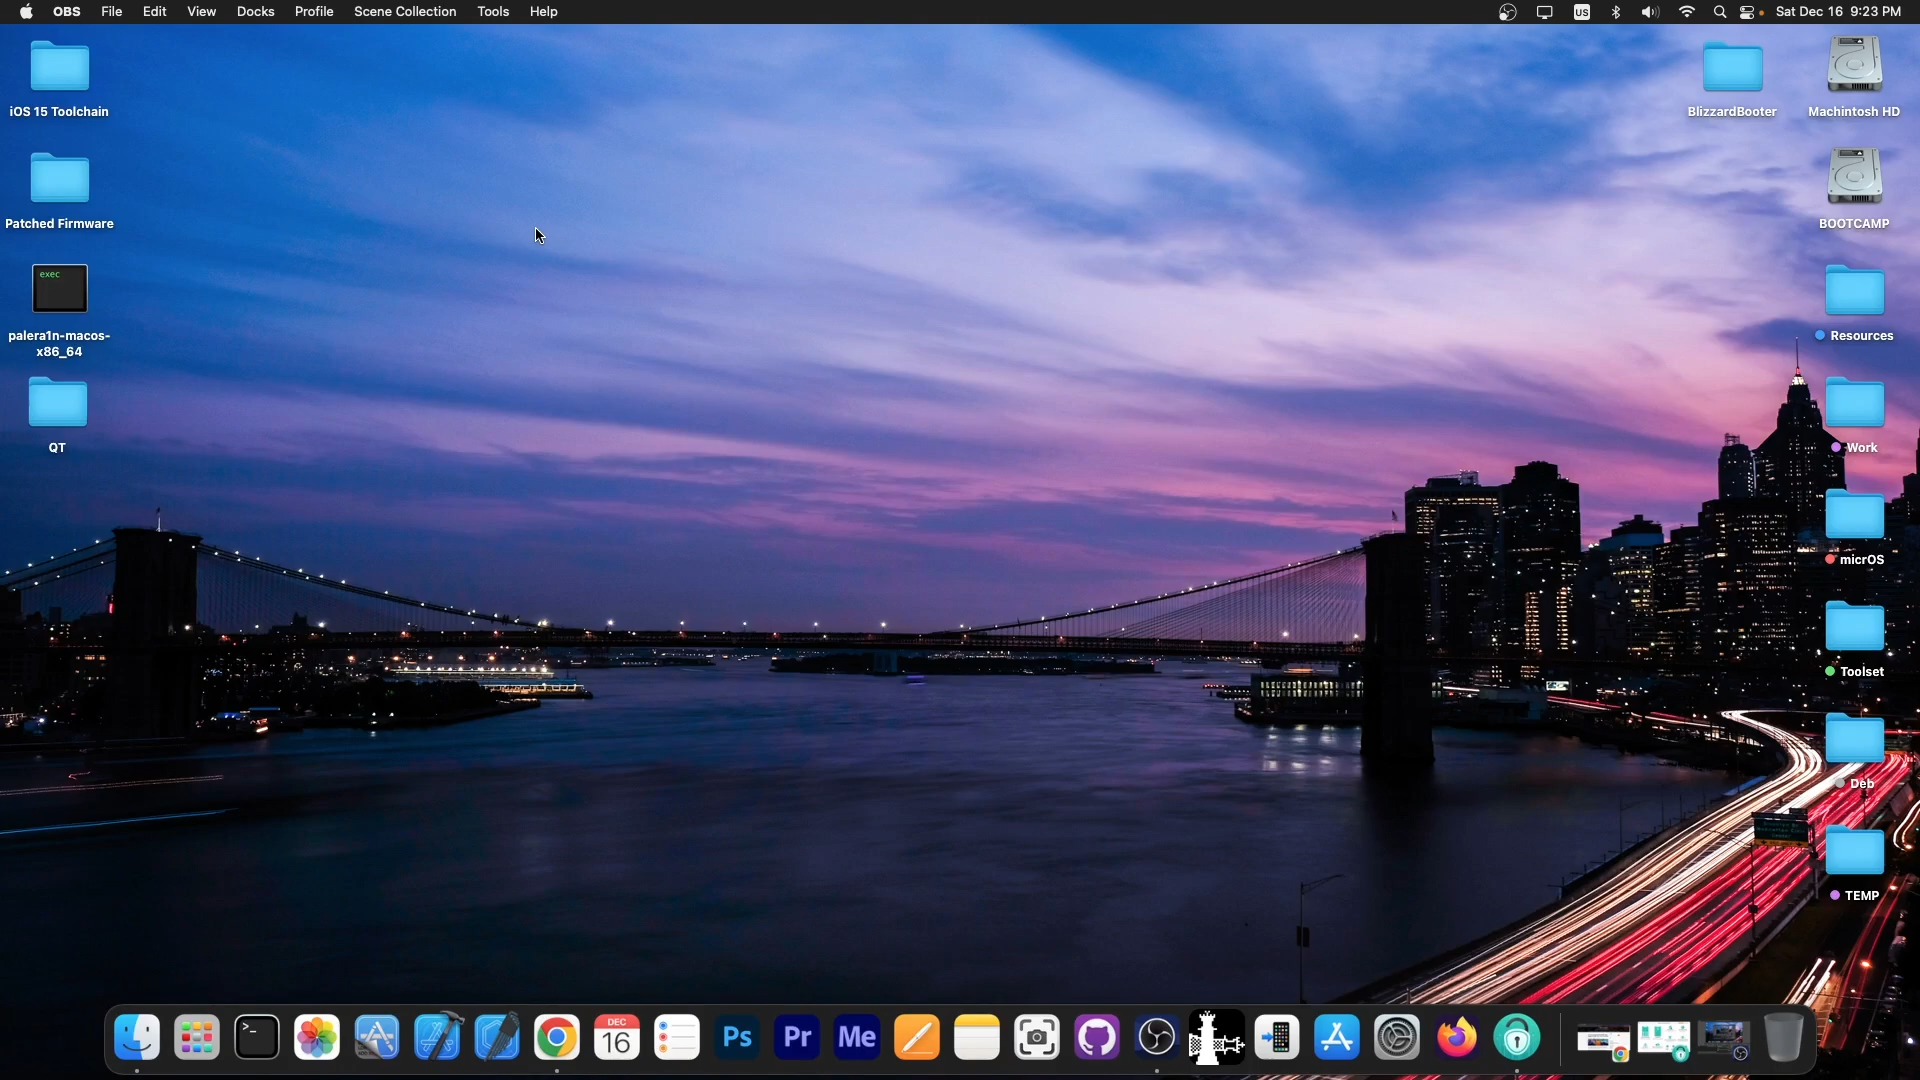 OBS File Edit View Docks Profile Scene Collection Tools Help
US
Sat Dec 16 9:23 PM
iOS 15 Toolchain
Patched Firmware
exec
palera1n-macos-
x86_64
QT
BlizzardBooter
Machintosh HD
BOOTCAMP
Resources
Work
micrOS
Toolset
Deb
TEMP
>_
DEC
16
Ps
Pr
Me